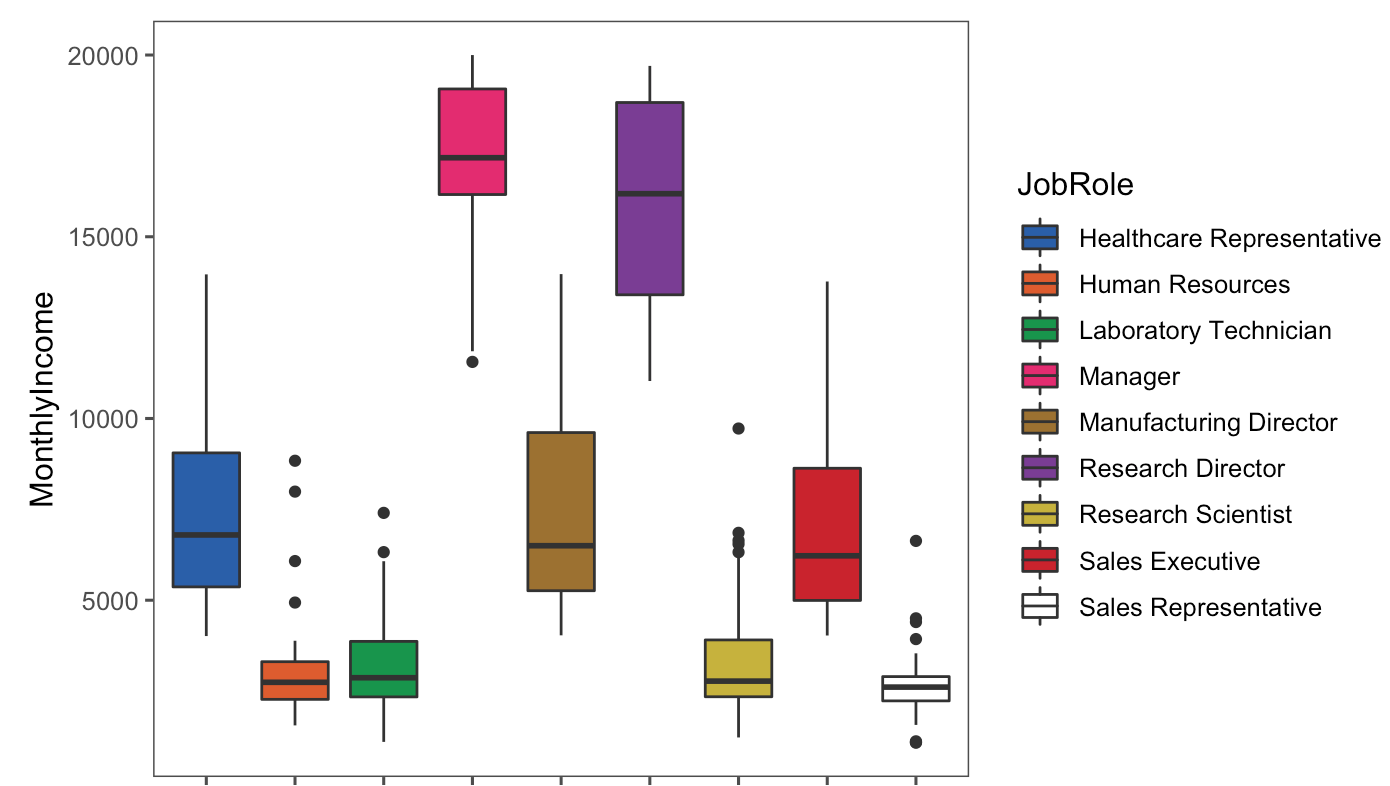 20000
15000
10000
5000
MonthlyIncome
JobRole
Healthcare Representative
Human Resources
Laboratory Technician
Manager
Manufacturing Director
Research Director
Research Scientist
Sales Executive
Sales Representative